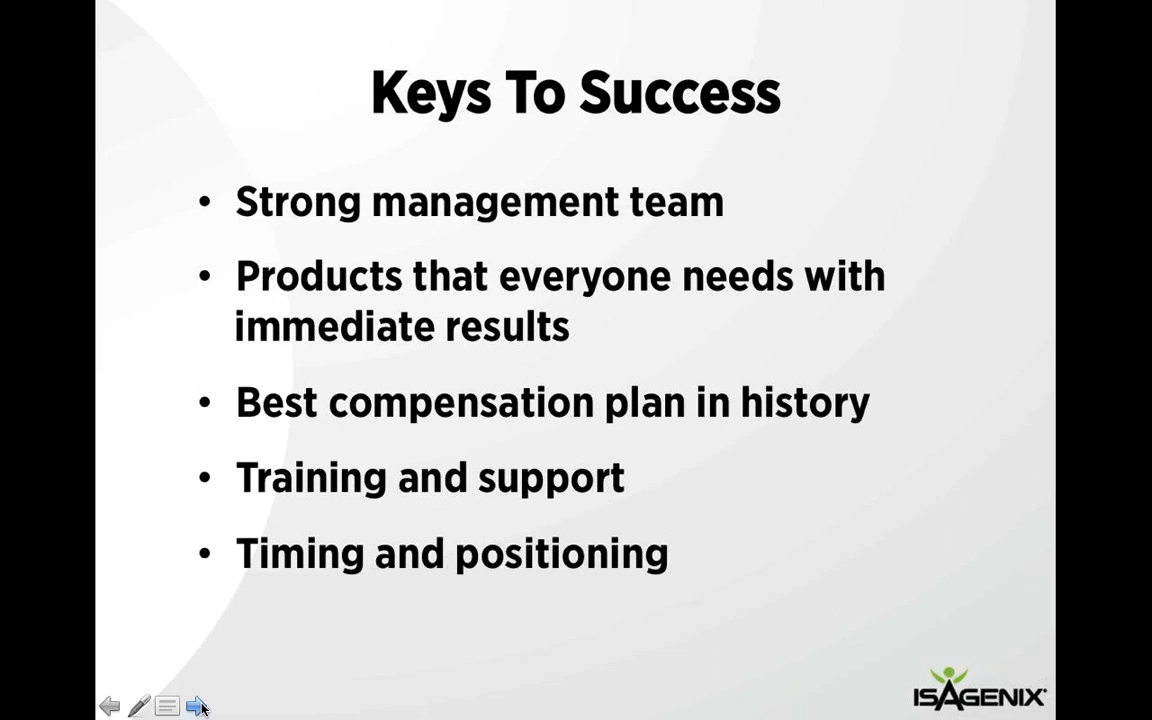 Keys To Success
• Strong management team
• Products that everyone needs with
immediate results
• Best compensation plan in history
• Training and support
• Timing and positioning
ISAGENIX